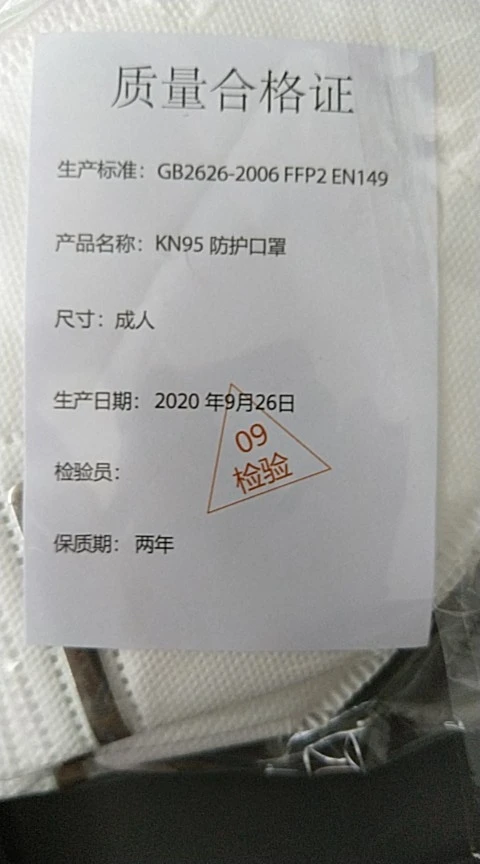 质量合格证
生产标准：GB2626-2006 FFP2 EN149
产品名称：KN95 防护口罩
尺寸：成人
生产日期：2020 年9月26日
09
检验员：
检验
保质期：两年